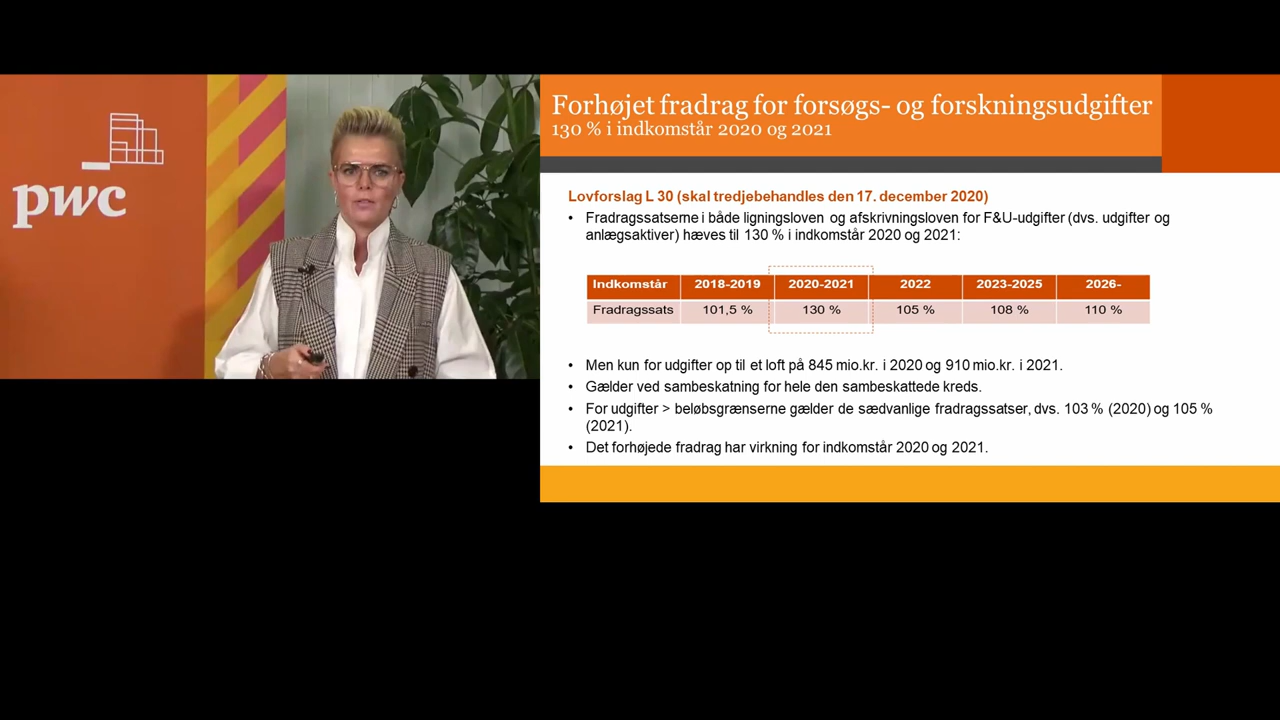 pwc
Forhøjet fradrag for forsøgs- og forskningsudgifter
130 % i indkomstår 2020 og 2021
Lovforslag L 30 (skal tredjebehandles den 17. december 2020)
• Fradragssatserne i både ligningsloven og afskrivningsloven for F&U-udgifter (dvs. udgifter og
anlægsaktiver) hæves til 130 % i indkomstår 2020 og 2021:
Indkomstår 2018-2019 2020-2021 2022 2023-2025 2026-
Fradragssats 101,5 % 130 % 105 % 108 % 110 %
• Men kun for udgifter op til et loft på 845 mio.kr. i 2020 og 910 mio.kr. i 2021.
• Gælder ved sambeskatning for hele den sambeskattede kreds.
• For udgifter > beløbsgrænserne gælder de sædvanlige fradragssatser, dvs. 103 % (2020) og 105 %
(2021).
• Det forhøjede fradrag har virkning for indkomstår 2020 og 2021.